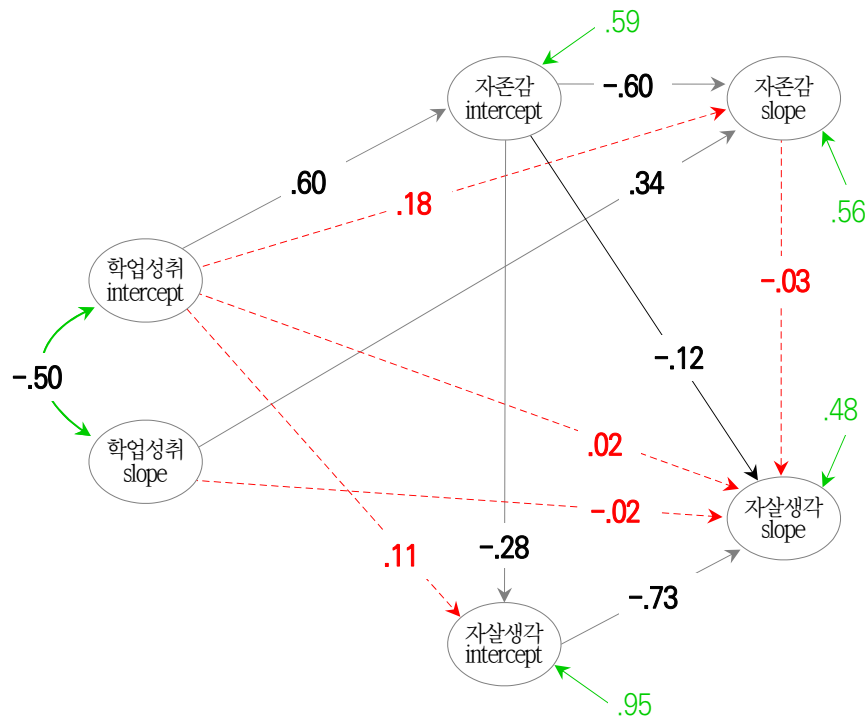 .59
자존감
intercept
-.60
자존감
slope
.60
.18
.34
.56
학업성취
intercept
-.03
-.50
-.12
.48
학업성취
slope
.02
-.02
자살생각
slope
.11
-.28
-.73
자살생각
intercept
.95